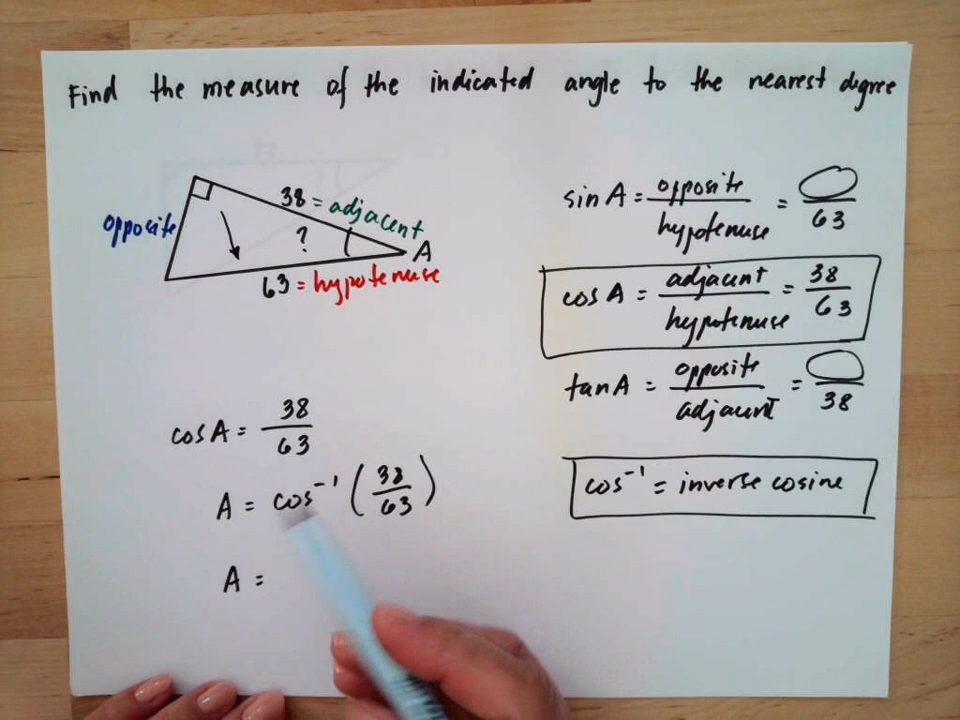 Find the measure of the indicated angle to the nearest degree
38 = adjacent
opposite
?
A
63 = hypotenuse
sin A = opposite / hypotenuse = __ / 63
cos A = adjacent / hypotenuse = 38 / 63
tan A = opposite / adjacent = __ / 38
cos A = 38 / 63
A = cos⁻¹ (38 / 63)
A =
cos⁻¹ = inverse cosine